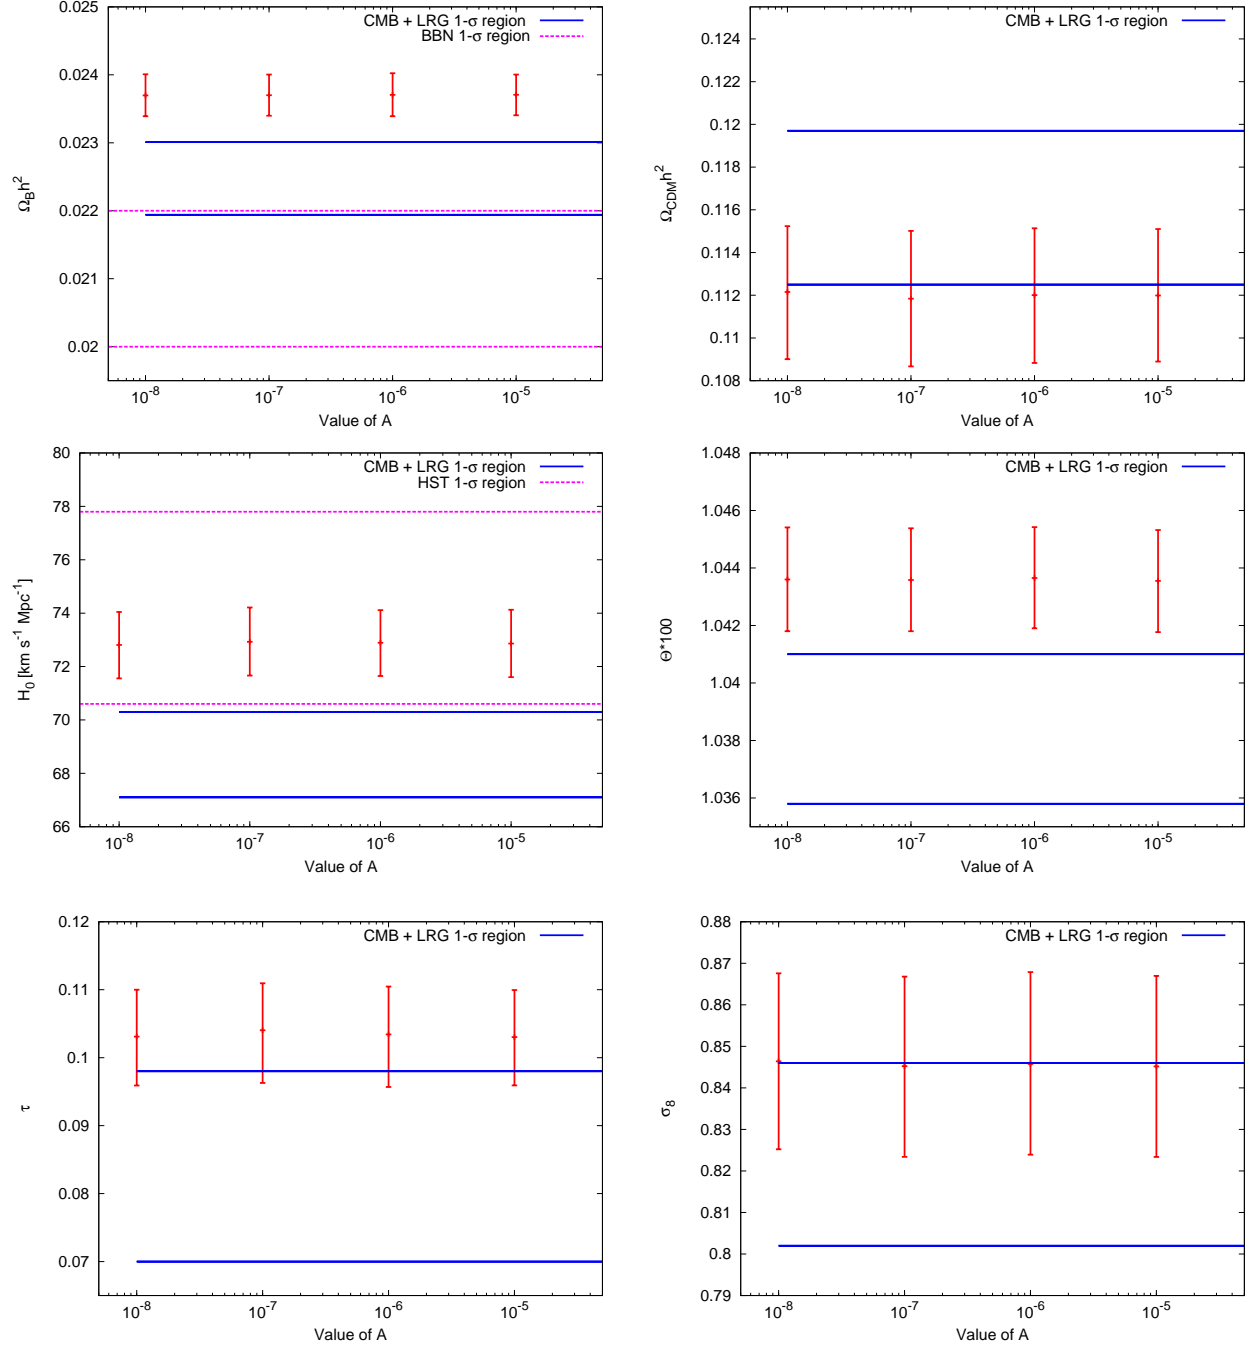 0.025
0.024
0.023
0.022
0.021
0.02
Ω_B h²
CMB + LRG 1-σ region
BBN 1-σ region
10⁻⁸ 10⁻⁷ 10⁻⁶ 10⁻⁵
Value of A
0.124
0.122
0.12
0.118
0.116
0.114
0.112
0.11
0.108
Ω_CDM h²
CMB + LRG 1-σ region
10⁻⁸ 10⁻⁷ 10⁻⁶ 10⁻⁵
Value of A
80
78
76
74
72
70
68
66
H₀ [km s⁻¹ Mpc⁻¹]
CMB + LRG 1-σ region
HST 1-σ region
10⁻⁸ 10⁻⁷ 10⁻⁶ 10⁻⁵
Value of A
1.048
1.046
1.044
1.042
1.04
1.038
1.036
Θ*100
CMB + LRG 1-σ region
10⁻⁸ 10⁻⁷ 10⁻⁶ 10⁻⁵
Value of A
0.12
0.11
0.1
0.09
0.08
0.07
τ
CMB + LRG 1-σ region
10⁻⁸ 10⁻⁷ 10⁻⁶ 10⁻⁵
Value of A
0.88
0.87
0.86
0.85
0.84
0.83
0.82
0.81
0.8
0.79
σ₈
CMB + LRG 1-σ region
10⁻⁸ 10⁻⁷ 10⁻⁶ 10⁻⁵
Value of A